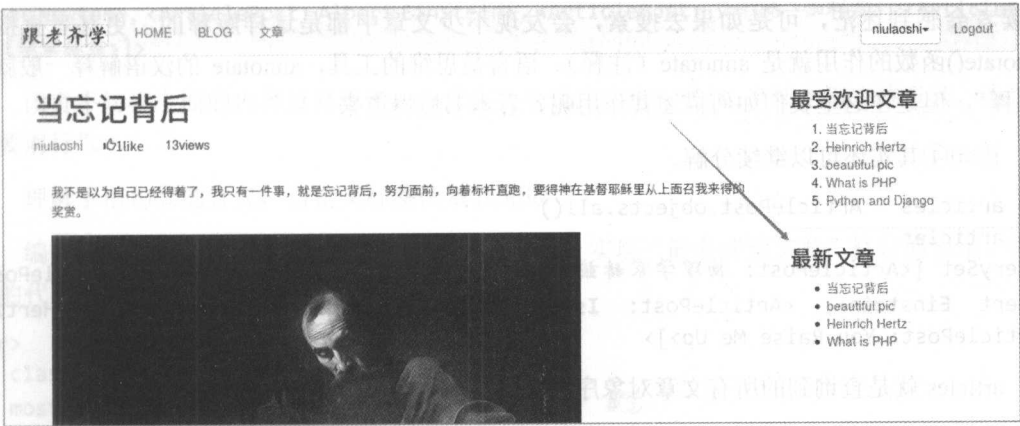 跟老齐学 HOME BLOG 文章 niulaoshi Logout
当忘记背后
niulaoshi 1like 13views
我不是以为自己已经得着了，我只有一件事，就是忘记背后，努力面前，向着标杆直跑，要得神在基督耶稣里从上面召我来得的
奖赏。
最受欢迎文章
1. 当忘记背后
2. Heinrich Hertz
3. beautiful pic
4. What is PHP
5. Python and Django
最新文章
• 当忘记背后
• beautiful pic
• Heinrich Hertz
• What is PHP